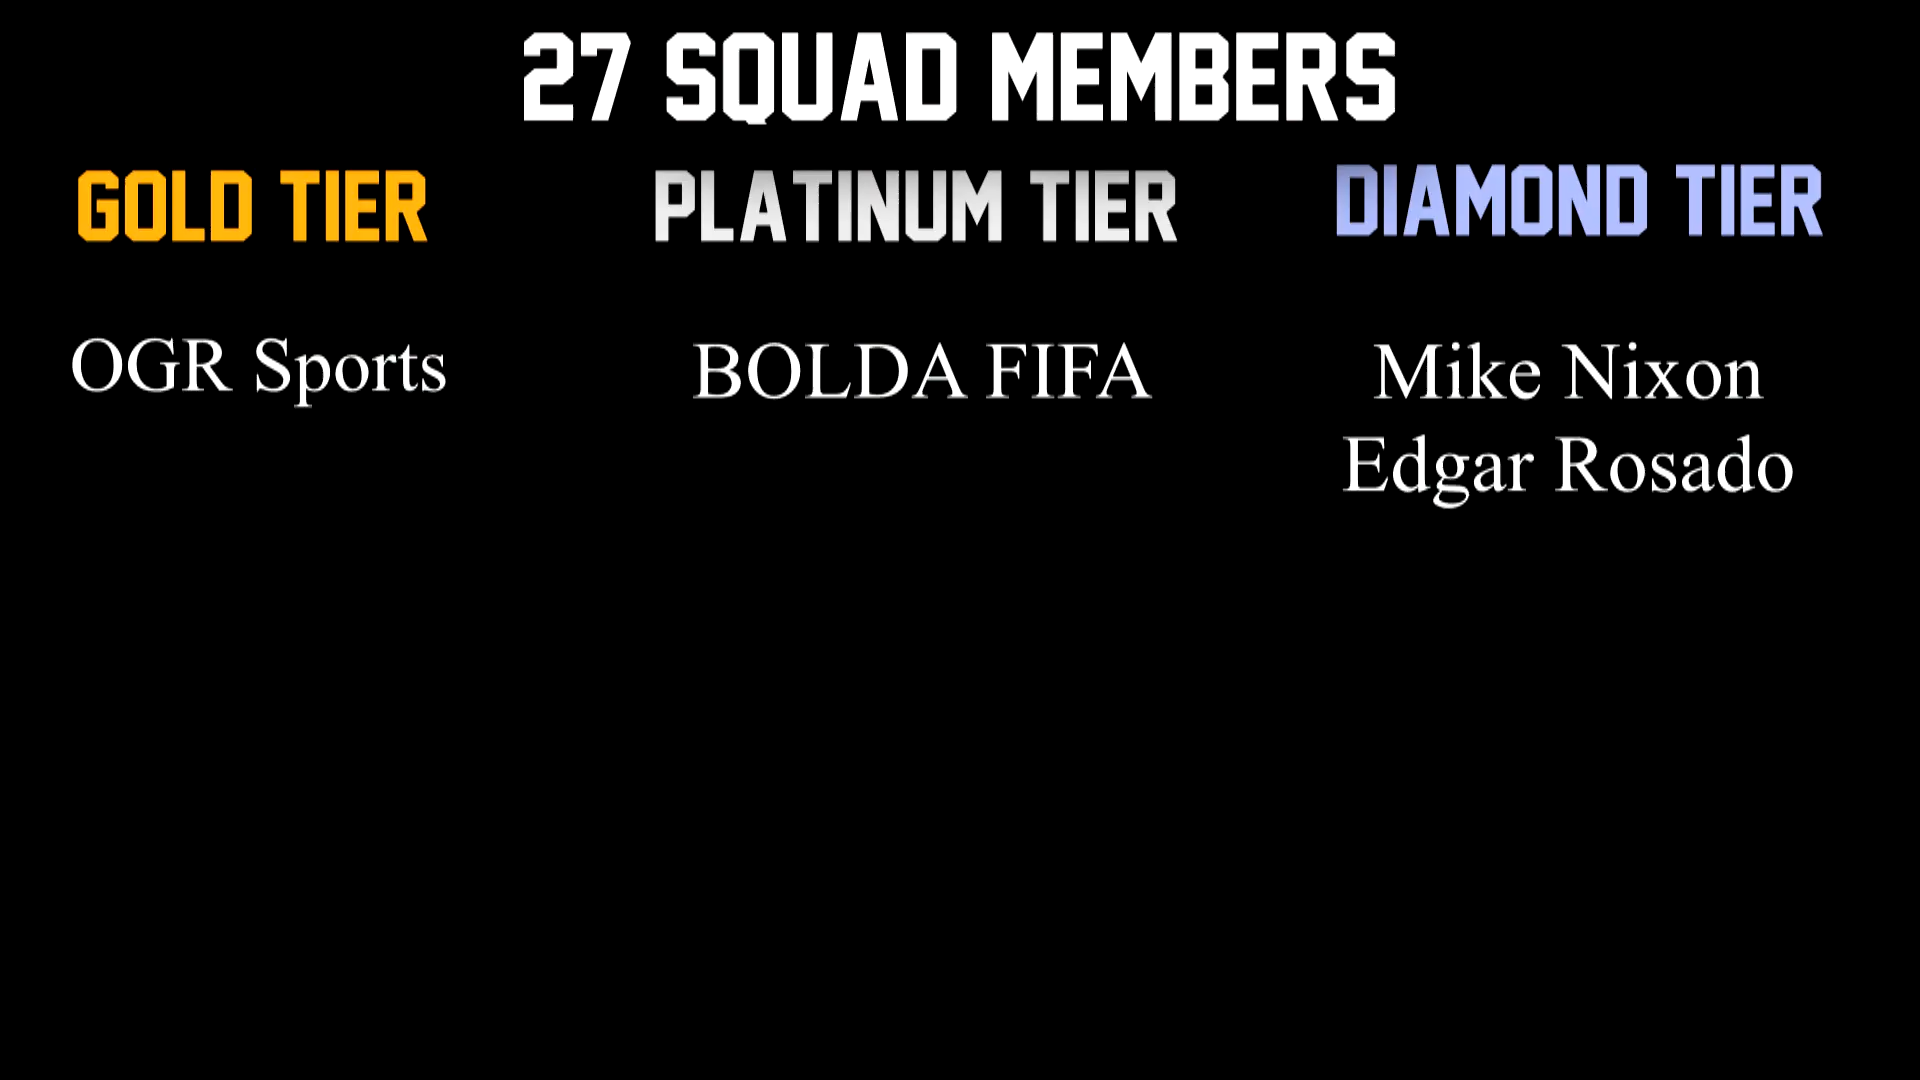 27 SQUAD MEMBERS
GOLD TIER
OGR Sports
PLATINUM TIER
BOLDA FIFA
DIAMOND TIER
Mike Nixon
Edgar Rosado